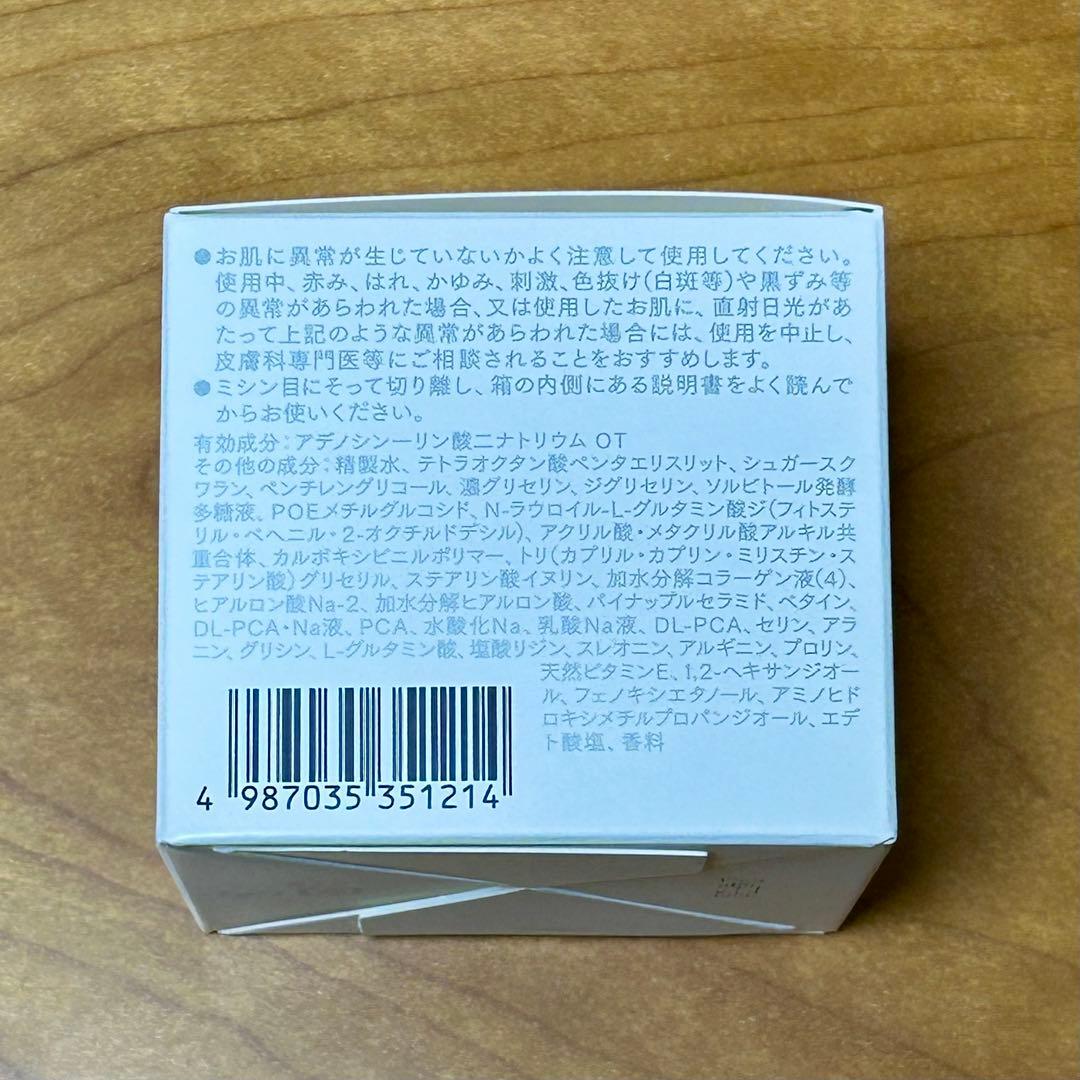 ●お肌に異常が生じていないかよく注意して使用してください。
使用中、赤み、はれ、かゆみ、刺激、色抜け(白斑等)や黒ずみ等
の異常があらわれた場合、又は使用したお肌に、直射日光があ
たって上記のような異常があらわれた場合には、使用を中止し、
皮膚科専門医等にご相談されることをおすすめします。
●ミシン目にそって切り離し、箱の内側にある説明書をよく読んで
からお使いください。
有効成分:アデノシン一リン酸二ナトリウム OT
その他の成分:精製水、テトラオクタン酸ペンタエリスリット、シュガースク
ワラン、ペンチレングリコール、濃グリセリン、ジグリセリン、ソルビトール発酵
多糖液、POEメチルグルコシド、N-ラウロイル-L-グルタミン酸ジ(フィトステ
リル・ベヘニル・2-オクチルドデシル)、アクリル酸・メタクリル酸アルキル共
重合体、カルボキシビニルポリマー、トリ(カプリル・カプリン・ミリスチン・ス
テアリン酸)グリセリル、ステアリン酸イヌリン、加水分解コラーゲン液(4)、
ヒアルロン酸Na-2、加水分解ヒアルロン酸、パイナップルセラミド、ベタイン、
DL-PCA・Na液、PCA、水酸化Na、乳酸Na液、DL-PCA、セリン、アラ
ニン、グリシン、L-グルタミン酸、塩酸リジン、スレオニン、アルギニン、プロリン、
天然ビタミンE、1,2-ヘキサンジオー
ル、フェノキシエタノール、アミノヒド
ロキシメチルプロパンジオール、エデ
ト酸塩、香料
4 987035 351214